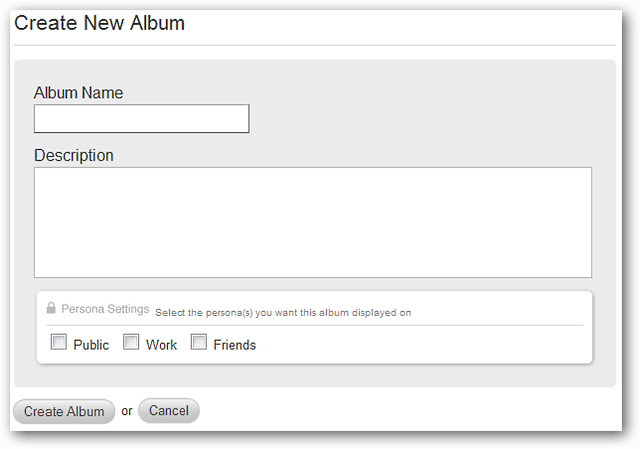 Create New Album
Album Name
Description
Persona Settings Select the persona(s) you want this album displayed on
Public Work Friends
Create Album or Cancel